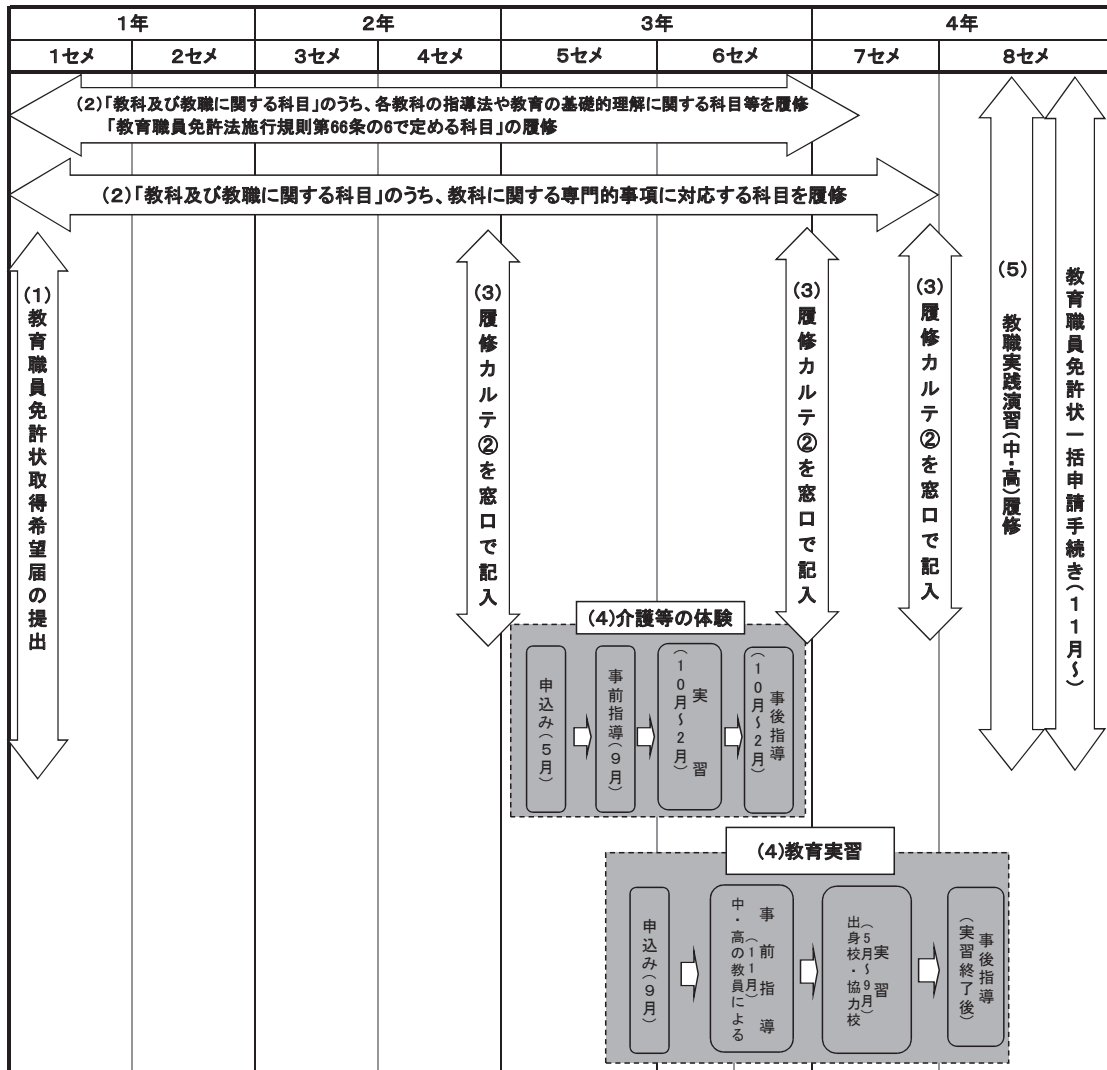 1年
2年
3年
4年
1セメ
2セメ
3セメ
4セメ
5セメ
6セメ
7セメ
8セメ
(2)「教科及び教職に関する科目」のうち、各教科の指導法や教育の基礎的理解に関する科目等を履修
「教育職員免許法施行規則第66条の6で定める科目」の履修
(2)「教科及び教職に関する科目」のうち、教科に関する専門的事項に対応する科目を履修
(1)教育職員免許状取得希望届の提出
(3)履修カルテ②を窓口で記入
(3)履修カルテ②を窓口で記入
(3)履修カルテ②を窓口で記入
(5) 教職実践演習(中・高)履修
教育職員免許状一括申請手続き(11月~)
(4)介護等の体験
申込み(5月)
事前指導(9月)
実習
(10月~2月)
事後指導
(10月~2月)
(4)教育実習
申込み(9月)
事前指導
(11月)
中・高の教員による
実習
(5月~9月)
出身校・協力校
事後指導
(実習終了後)